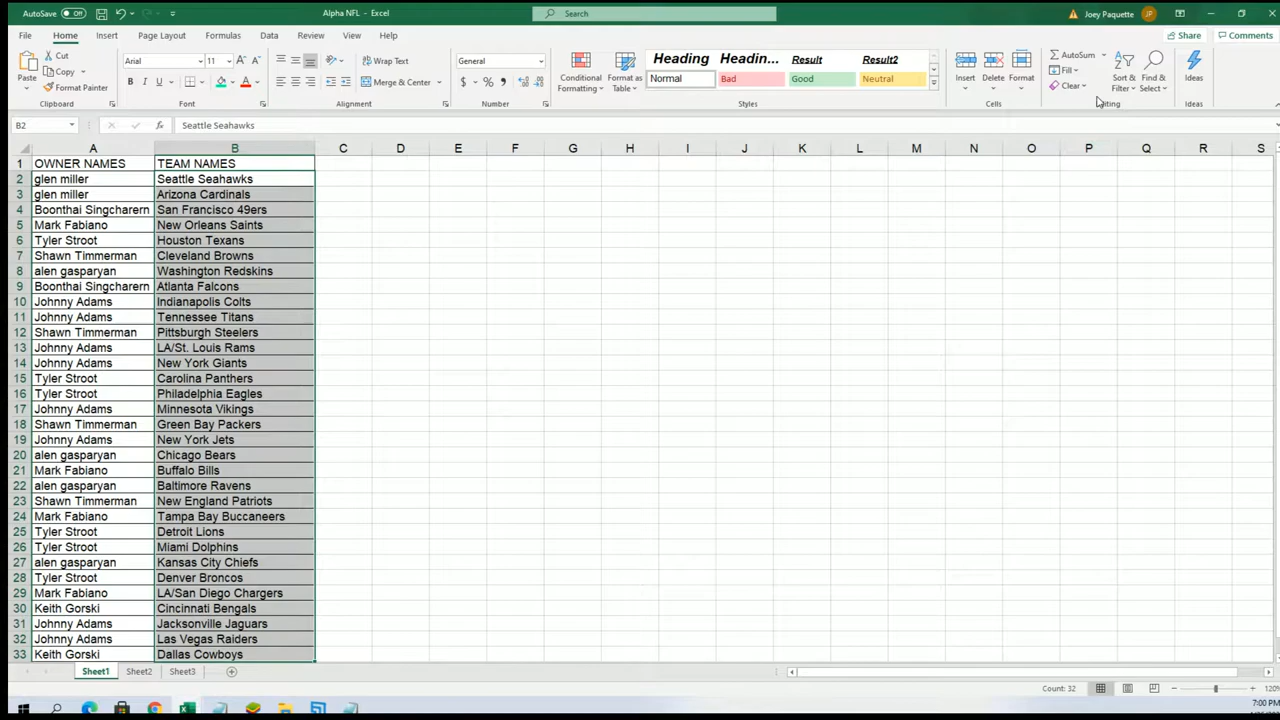 AutoSave Off Alpha NFL - Excel Search Joey Paquette JP
File Home Insert Page Layout Formulas Data Review View Help Share Comments
Paste Cut Copy Format Painter Clipboard
Arial 11 B I U A Font
Wrap Text Merge & Center Alignment
General $ % Number
Conditional Formatting Format as Table
Heading Headin... Result Result2
Normal Bad Good Neutral Styles
Insert Delete Format Cells
AutoSum Fill Clear Sort & Filter Find & Select Editing
Ideas Ideas
B2 fx Seattle Seahawks
A B C D E F G H I J K L M N O P Q R S
1 OWNER NAMES TEAM NAMES
2 glen miller Seattle Seahawks
3 glen miller Arizona Cardinals
4 Boonthai Singcharern San Francisco 49ers
5 Mark Fabiano New Orleans Saints
6 Tyler Stroot Houston Texans
7 Shawn Timmerman Cleveland Browns
8 alen gasparyan Washington Redskins
9 Boonthai Singcharern Atlanta Falcons
10 Johnny Adams Indianapolis Colts
11 Johnny Adams Tennessee Titans
12 Shawn Timmerman Pittsburgh Steelers
13 Johnny Adams LA/St. Louis Rams
14 Johnny Adams New York Giants
15 Tyler Stroot Carolina Panthers
16 Tyler Stroot Philadelphia Eagles
17 Johnny Adams Minnesota Vikings
18 Shawn Timmerman Green Bay Packers
19 Johnny Adams New York Jets
20 alen gasparyan Chicago Bears
21 Mark Fabiano Buffalo Bills
22 alen gasparyan Baltimore Ravens
23 Shawn Timmerman New England Patriots
24 Mark Fabiano Tampa Bay Buccaneers
25 Tyler Stroot Detroit Lions
26 Tyler Stroot Miami Dolphins
27 alen gasparyan Kansas City Chiefs
28 Tyler Stroot Denver Broncos
29 Mark Fabiano LA/San Diego Chargers
30 Keith Gorski Cincinnati Bengals
31 Johnny Adams Jacksonville Jaguars
32 Johnny Adams Las Vegas Raiders
33 Keith Gorski Dallas Cowboys
Sheet1 Sheet2 Sheet3
Count: 32 120%
7:00 PM